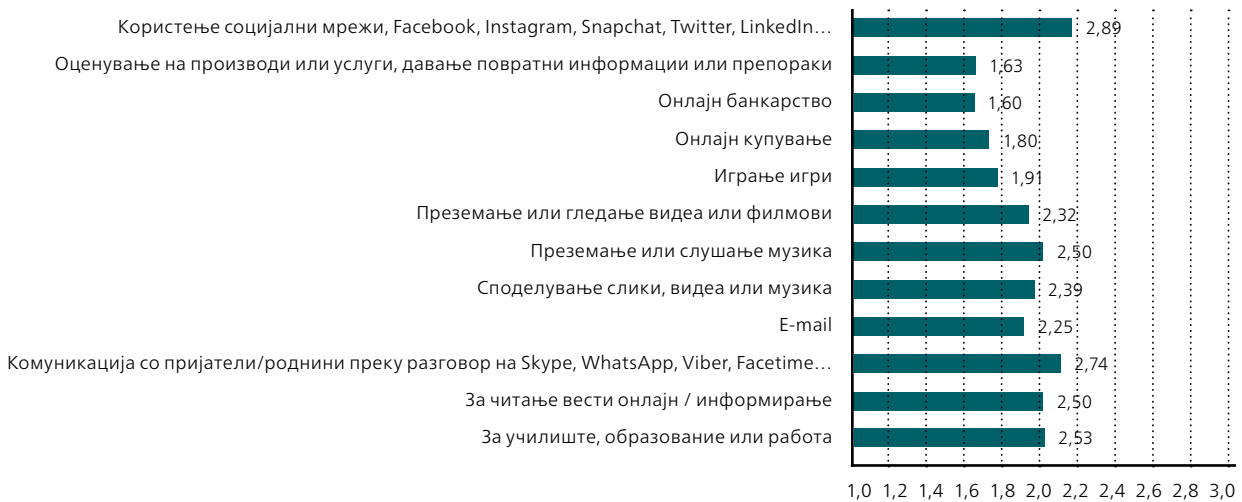 Користење социјални мрежи, Facebook, Instagram, Snapchat, Twitter, LinkedIn… 2,89
Оценување на производи или услуги, давање повратни информации или препораки 1,63
Онлајн банкарство 1,60
Онлајн купување 1,80
Играње игри 1,91
Преземање или гледање видеа или филмови 2,32
Преземање или слушање музика 2,50
Споделување слики, видеа или музика 2,39
E-mail 2,25
Комуникација со пријатели/роднини преку разговор на Skype, WhatsApp, Viber, Facetime… 2,74
За читање вести онлајн / информирање 2,50
За училиште, образование или работа 2,53
1,0 1,2 1,4 1,6 1,8 2,0 2,2 2,4 2,6 2,8 3,0